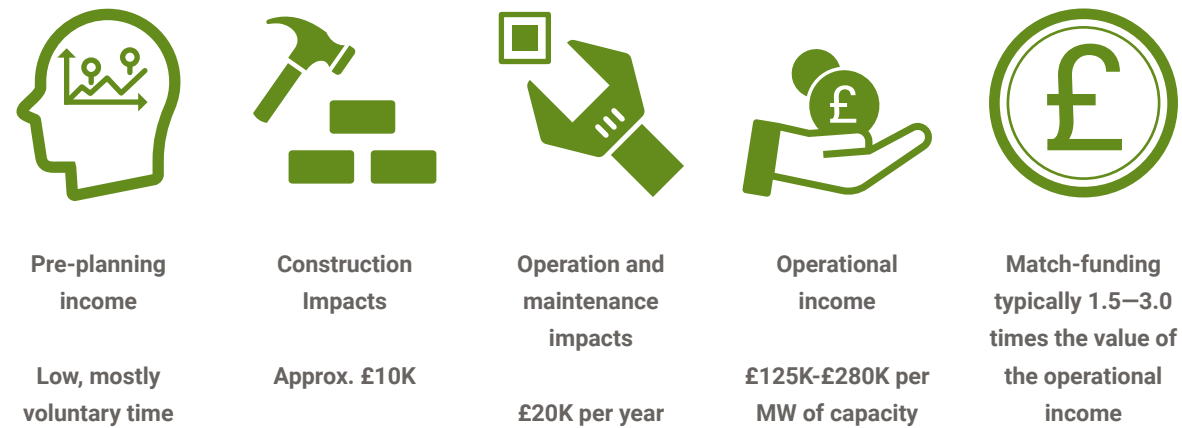 £
£
Pre-planning
income
Low, mostly
voluntary time
Construction
Impacts
Approx. £10K
Operation and
maintenance
impacts
£20K per year
Operational
income
£125K-£280K per
MW of capacity
Match-funding
typically 1.5—3.0
times the value of
the operational
income